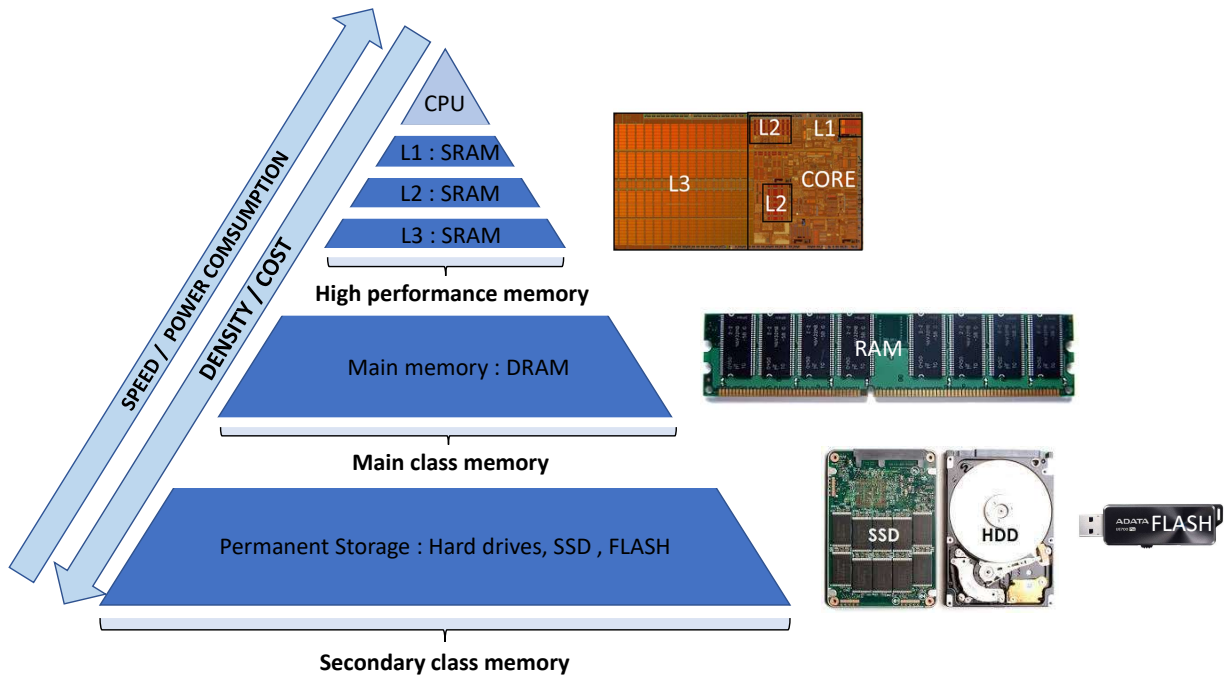 CPU
L1 : SRAM
L2 : SRAM
L3 : SRAM
High performance memory
Main memory : DRAM
Main class memory
Permanent Storage : Hard drives, SSD , FLASH
Secondary class memory
SPEED / POWER COMSUMPTION
DENSITY / COST
L3
L2
L1
CORE
L2
RAM
SSD
HDD
ADATA
FLASH